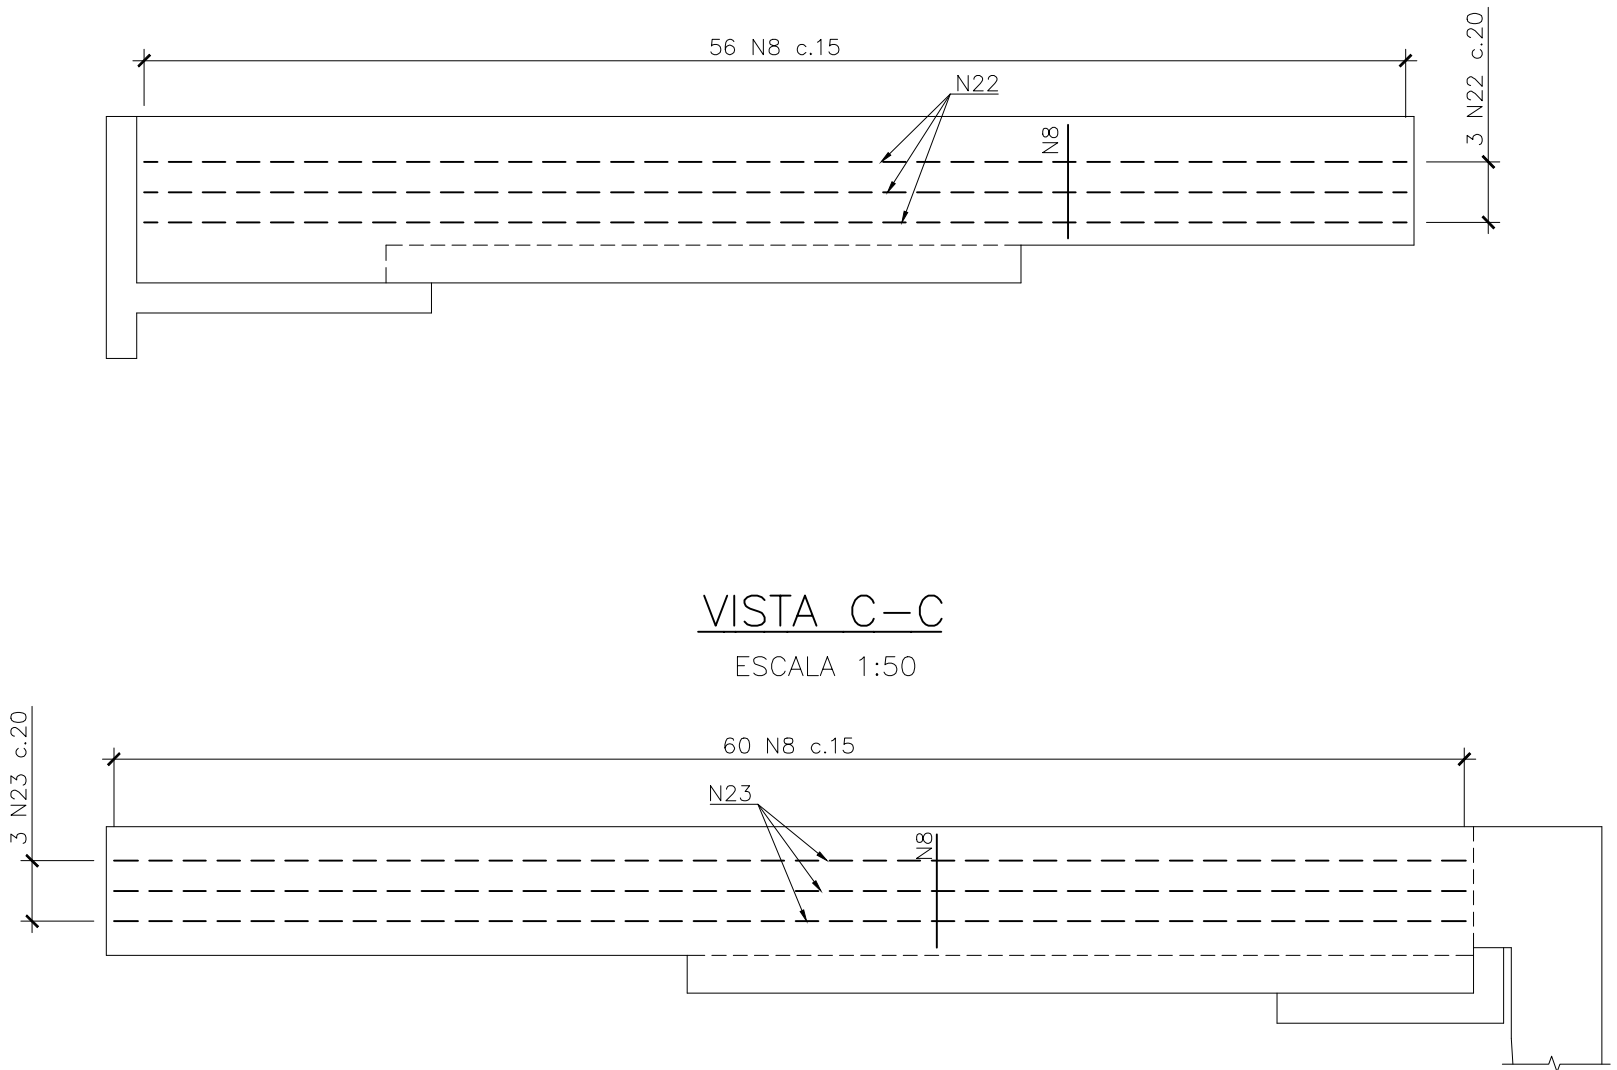 56 N8 c.15
N22
N8
3 N22 c.20
VISTA C-C
ESCALA 1:50
3 N23 c.20
60 N8 c.15
N23
N8